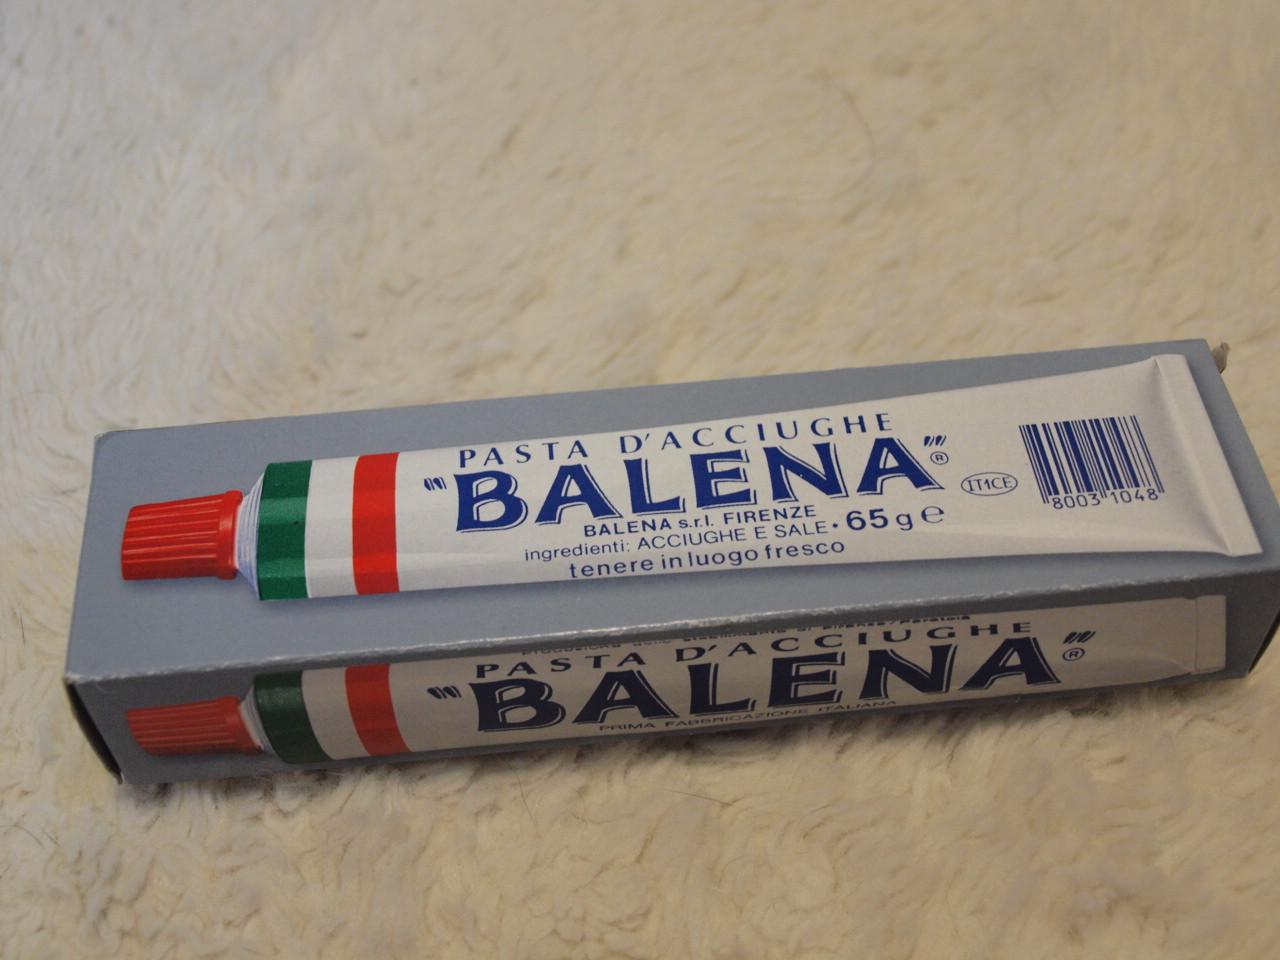 PASTA D'ACCIUGHE
"BALENA"®
BALENA s.r.l. FIRENZE
ingredienti: ACCIUGHE E SALE • 65 g e
tenere in luogo fresco
IT1CE
8003 1048
PASTA D'ACCIUGHE
"BALENA"®
PRIMA FABBRICAZIONE ITALIANA